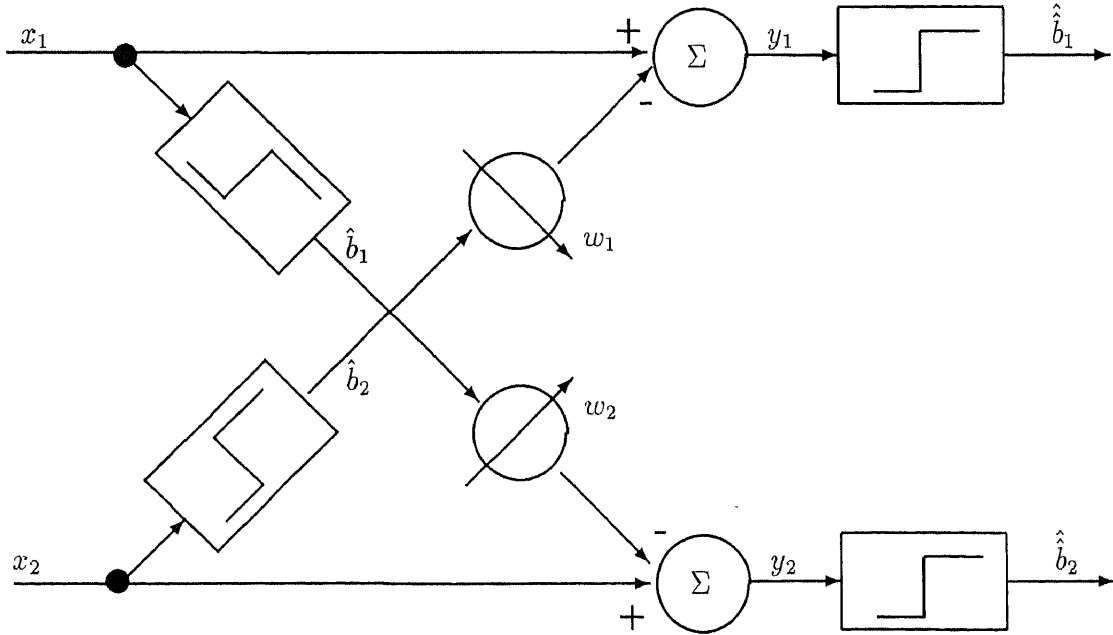 x₁
+
Σ
y₁
b̂̂₁
-
w₁
b̂₁
b̂₂
w₂
-
x₂
Σ
y₂
b̂̂₂
+